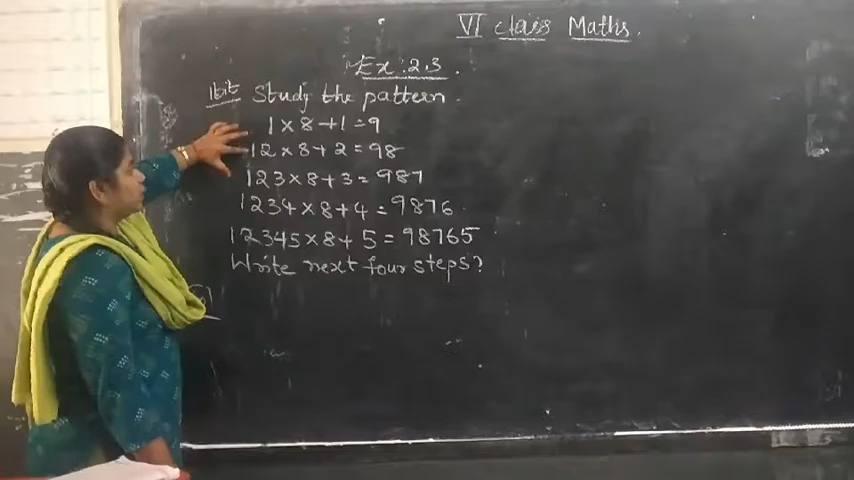 VI class Maths
Ex : 2.3
1bit Study the pattern
1 × 8 + 1 = 9
12 × 8 + 2 = 98
123 × 8 + 3 = 987
1234 × 8 + 4 = 9876
12345 × 8 + 5 = 98765
Write next four steps?